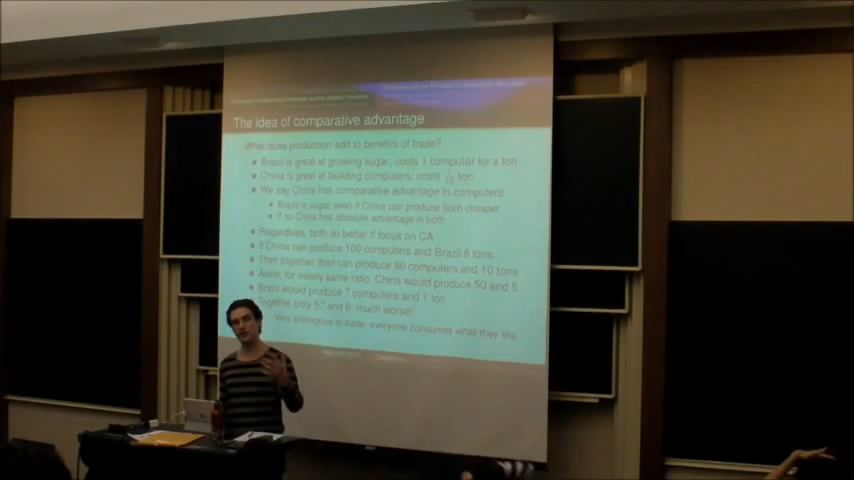 The idea of comparative advantage
What does production add to benefits of trade?
Brazil is great at growing sugar; costs 1 computer for a ton
China is great at building computers, costs 1/10 ton
We say China has comparative advantage in computers
Brazil is sugar, even if China can produce both cheaper
If so China has absolute advantage in both
Regardless, both do better if focus on CA
If China can produce 100 computers and Brazil 8 tons,
Then together then can produce 80 computers and 10 tons
Alone, for nearly same ratio, China would produce 50 and 5
Brazil would produce 7 computers and 1 ton
Together only 57 and 6: much worse!
Very analogous to trade: everyone consumes what they like